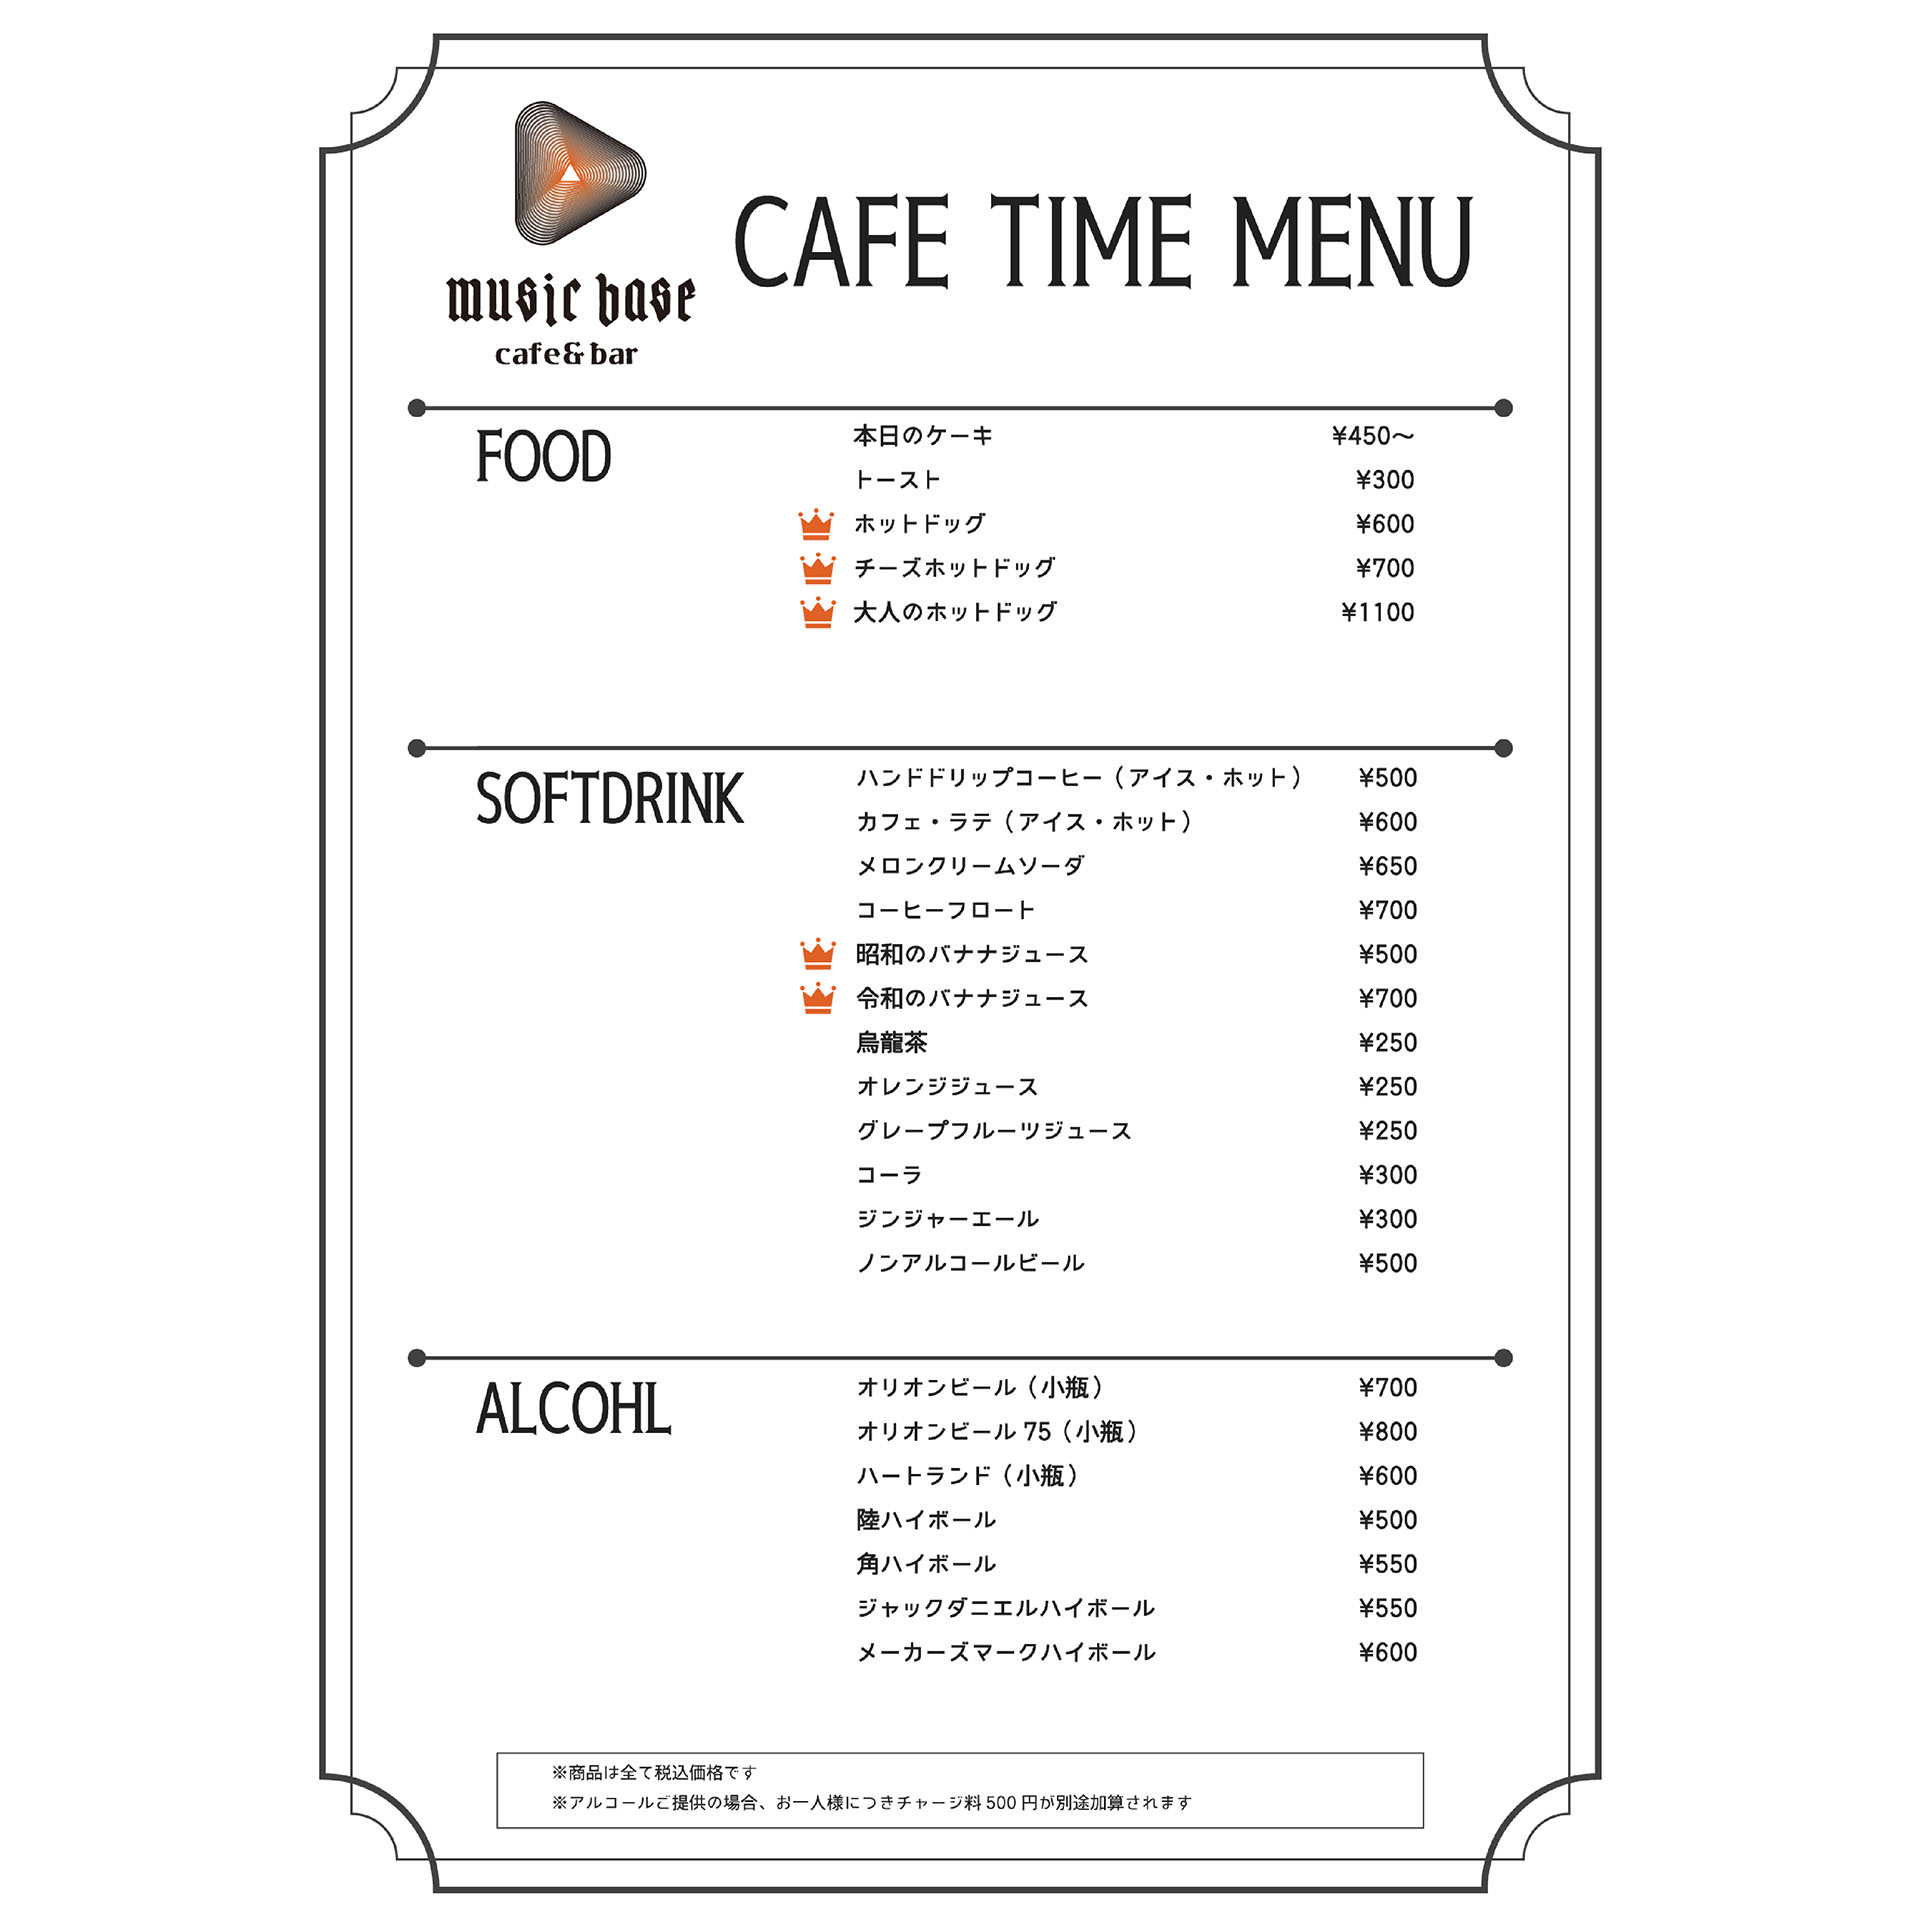 music base
cafe&bar
CAFE TIME MENU
FOOD
本日のケーキ ¥450～
トースト ¥300
ホットドッグ ¥600
チーズホットドッグ ¥700
大人のホットドッグ ¥1100
SOFTDRINK
ハンドドリップコーヒー（アイス・ホット） ¥500
カフェ・ラテ（アイス・ホット） ¥600
メロンクリームソーダ ¥650
コーヒーフロート ¥700
昭和のバナナジュース ¥500
令和のバナナジュース ¥700
烏龍茶 ¥250
オレンジジュース ¥250
グレープフルーツジュース ¥250
コーラ ¥300
ジンジャーエール ¥300
ノンアルコールビール ¥500
ALCOHL
オリオンビール（小瓶） ¥700
オリオンビール 75（小瓶） ¥800
ハートランド（小瓶） ¥600
陸ハイボール ¥500
角ハイボール ¥550
ジャックダニエルハイボール ¥550
メーカーズマークハイボール ¥600
※商品は全て税込価格です
※アルコールご提供の場合、お一人様につきチャージ料 500 円が別途加算されます